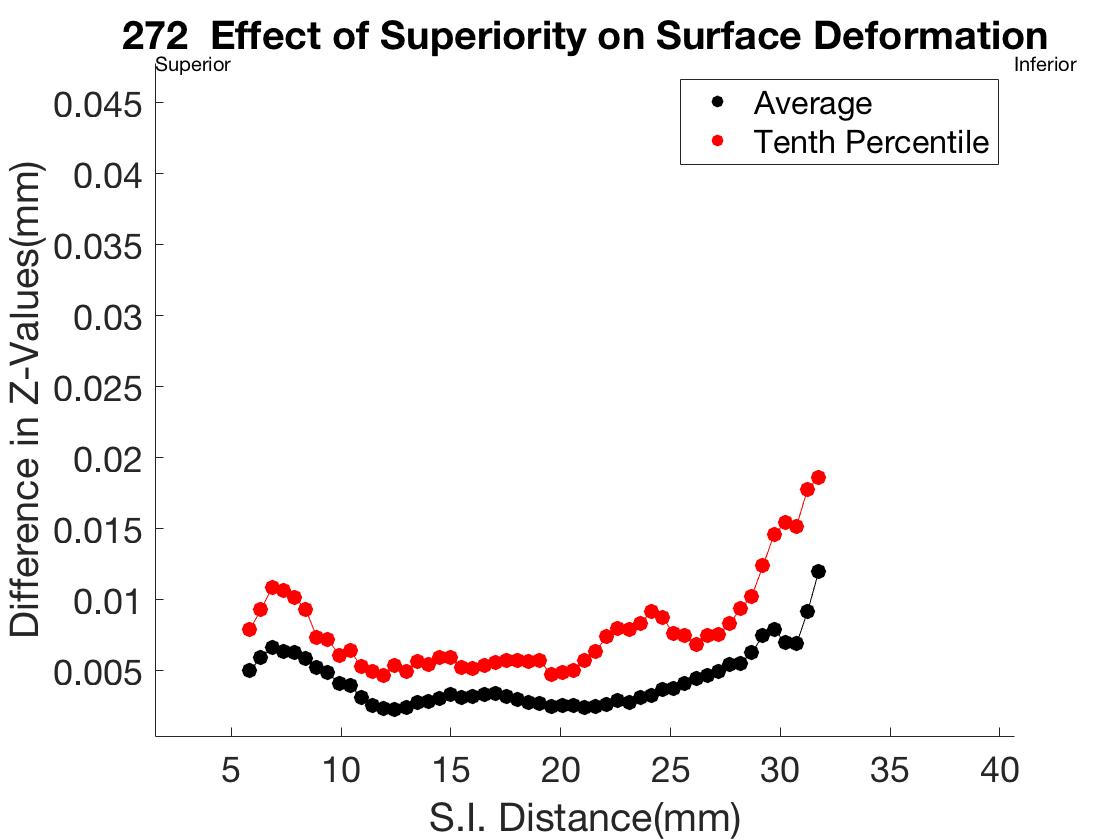 272  Effect of Superiority on Surface Deformation
Superior
Inferior
Average
Tenth Percentile
0.045
0.04
0.035
0.03
0.025
0.02
0.015
0.01
0.005
Difference in Z-Values(mm)
5 10 15 20 25 30 35 40
S.I. Distance(mm)